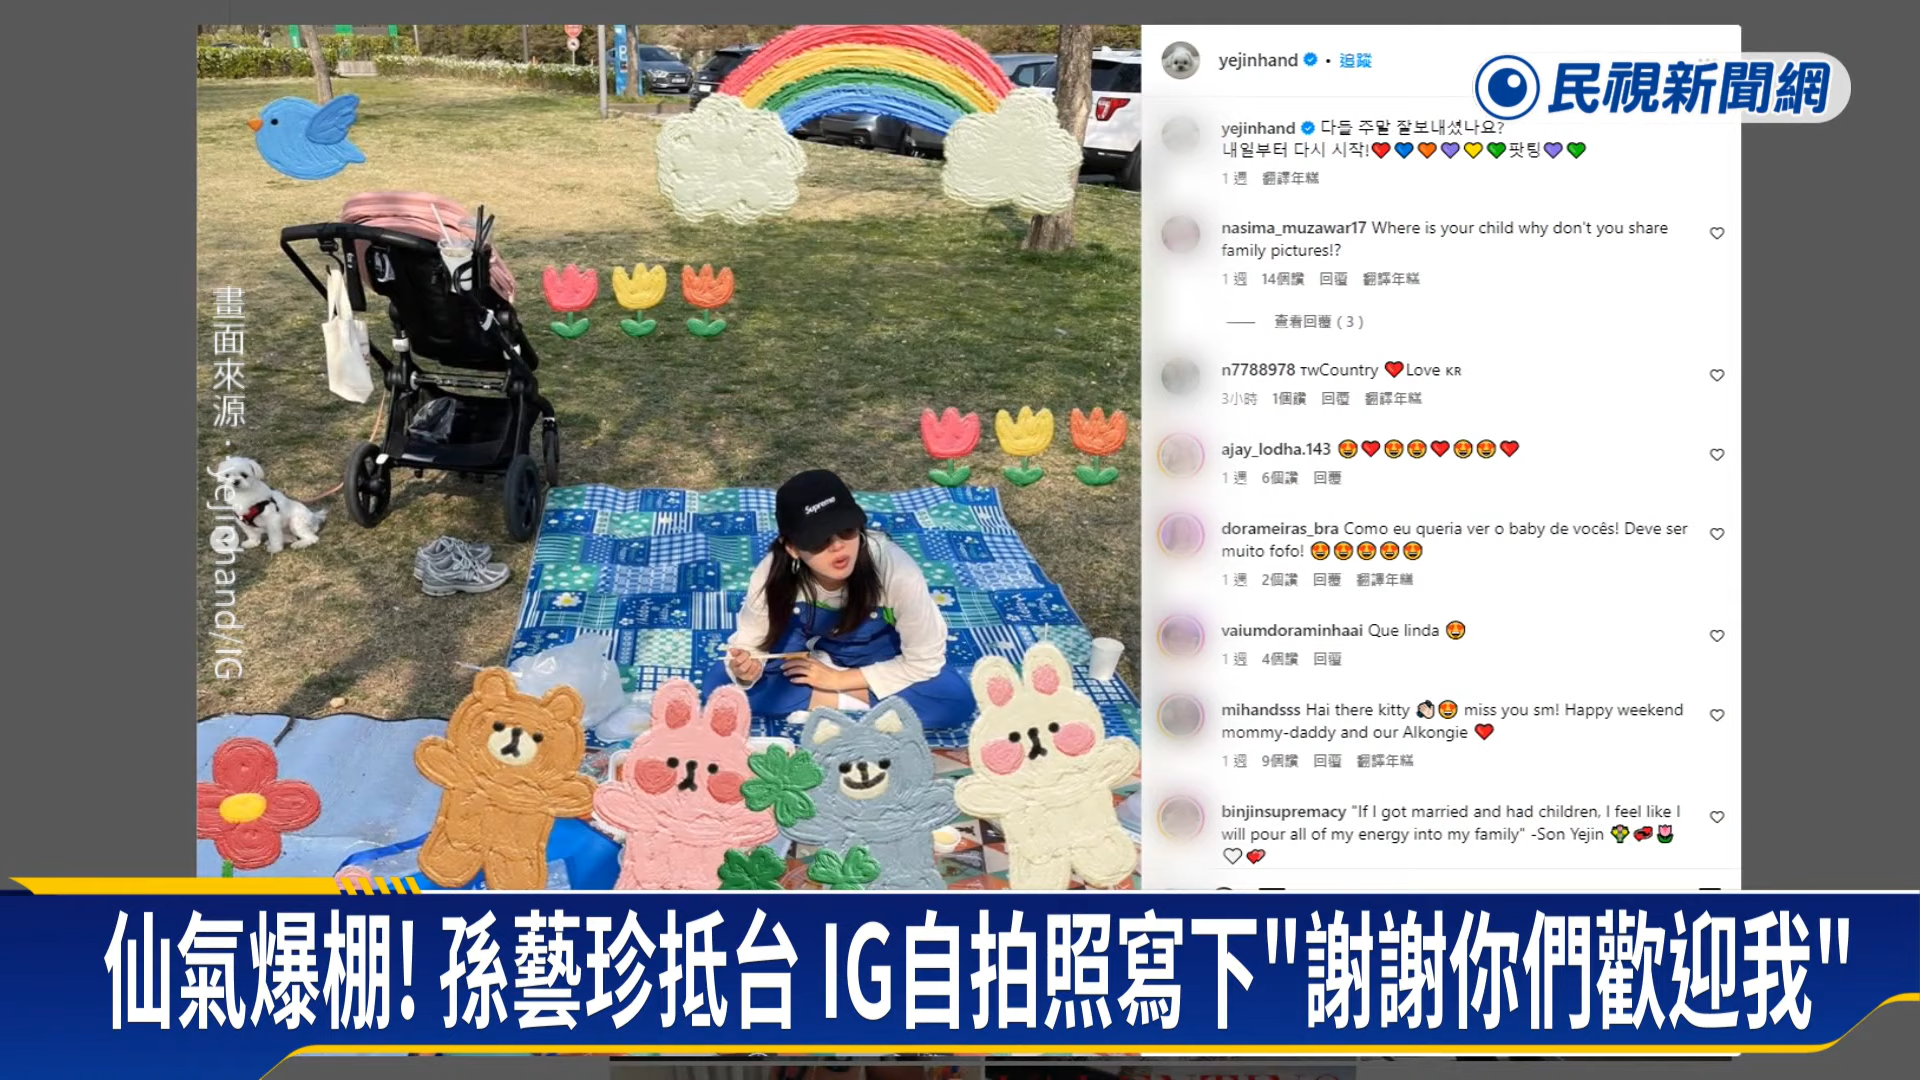 yejinhand • 追蹤
民視新聞網
yejinhand 다들 주말 잘보내셨나요?
내일부터 다시 시작!❤️💙🧡💜💛💚팟팅💜💚
1 週 翻譯年糕
nasima_muzawar17 Where is your child why don't you share
family pictures!?
1 週 14個讚 回覆 翻譯年糕
查看回覆（3）
n7788978 ᴛᴡCountry ❤️Love ᴋʀ
3小時 1個讚 回覆 翻譯年糕
ajay_lodha.143 😍❤️😍😍❤️😍😍❤️
1 週 6個讚 回覆
dorameiras_bra Como eu queria ver o baby de vocês! Deve ser
muito fofo! 😍😍😍😍😍
1 週 2個讚 回覆 翻譯年糕
vaiumdoraminhaai Que linda 😍
1 週 4個讚 回覆
mihandsss Hai there kitty 👋🏻😍 miss you sm! Happy weekend
mommy-daddy and our Alkongie ❤️
1 週 9個讚 回覆 翻譯年糕
binjinsupremacy "If I got married and had children, I feel like I
will pour all of my energy into my family" -Son Yejin
畫面來源：yejinhand/IG
Supreme
仙氣爆棚! 孫藝珍抵台 IG自拍照寫下"謝謝你們歡迎我"